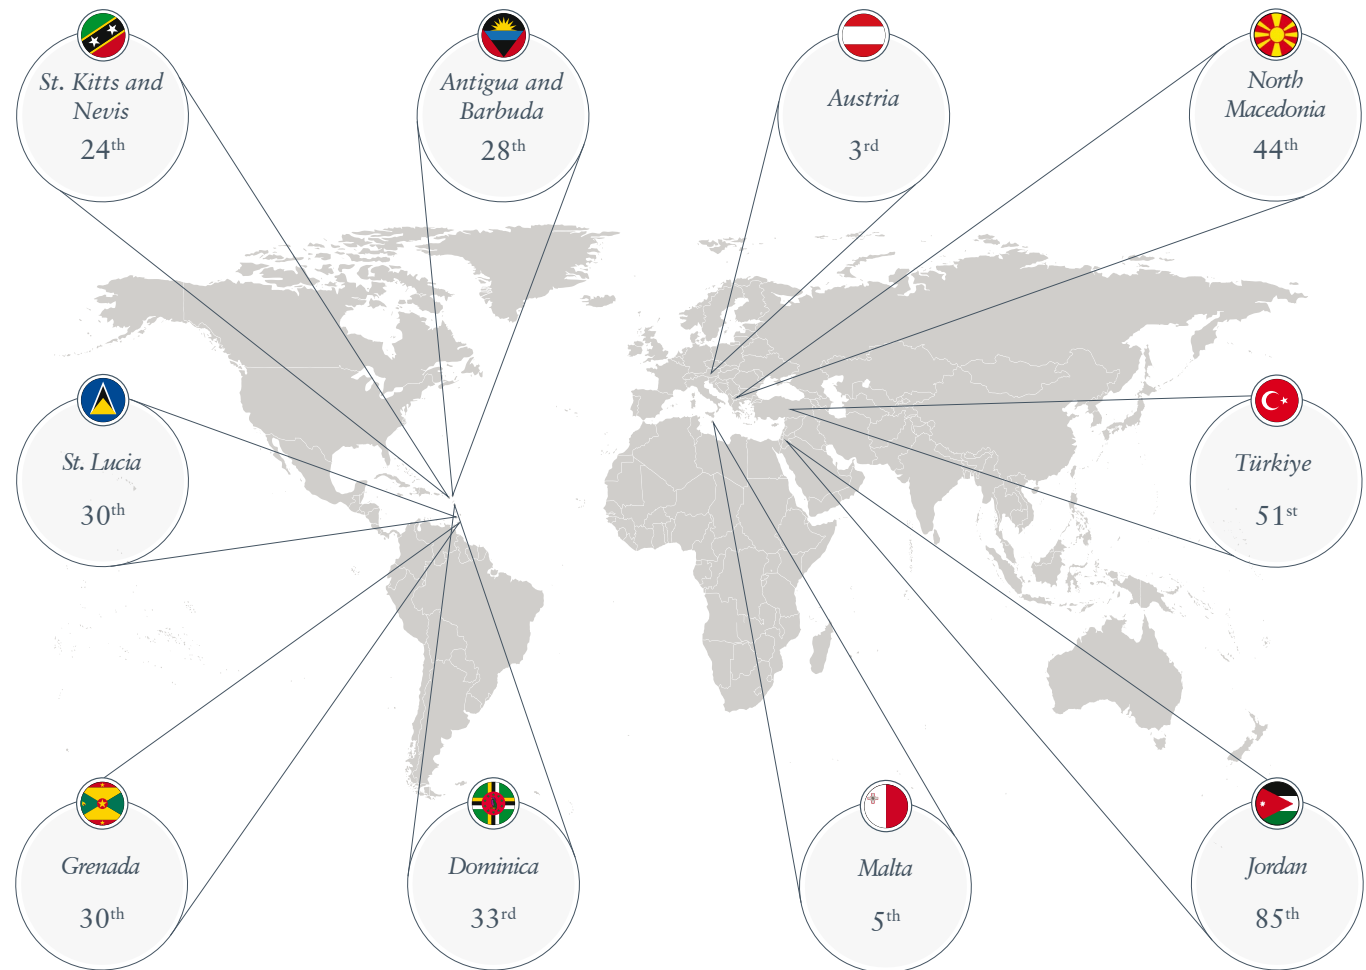 St. Kitts and
Nevis
24th
Antigua and
Barbuda
28th
Austria
3rd
North
Macedonia
44th
St. Lucia
30th
Türkiye
51st
Grenada
30th
Dominica
33rd
Malta
5th
Jordan
85th